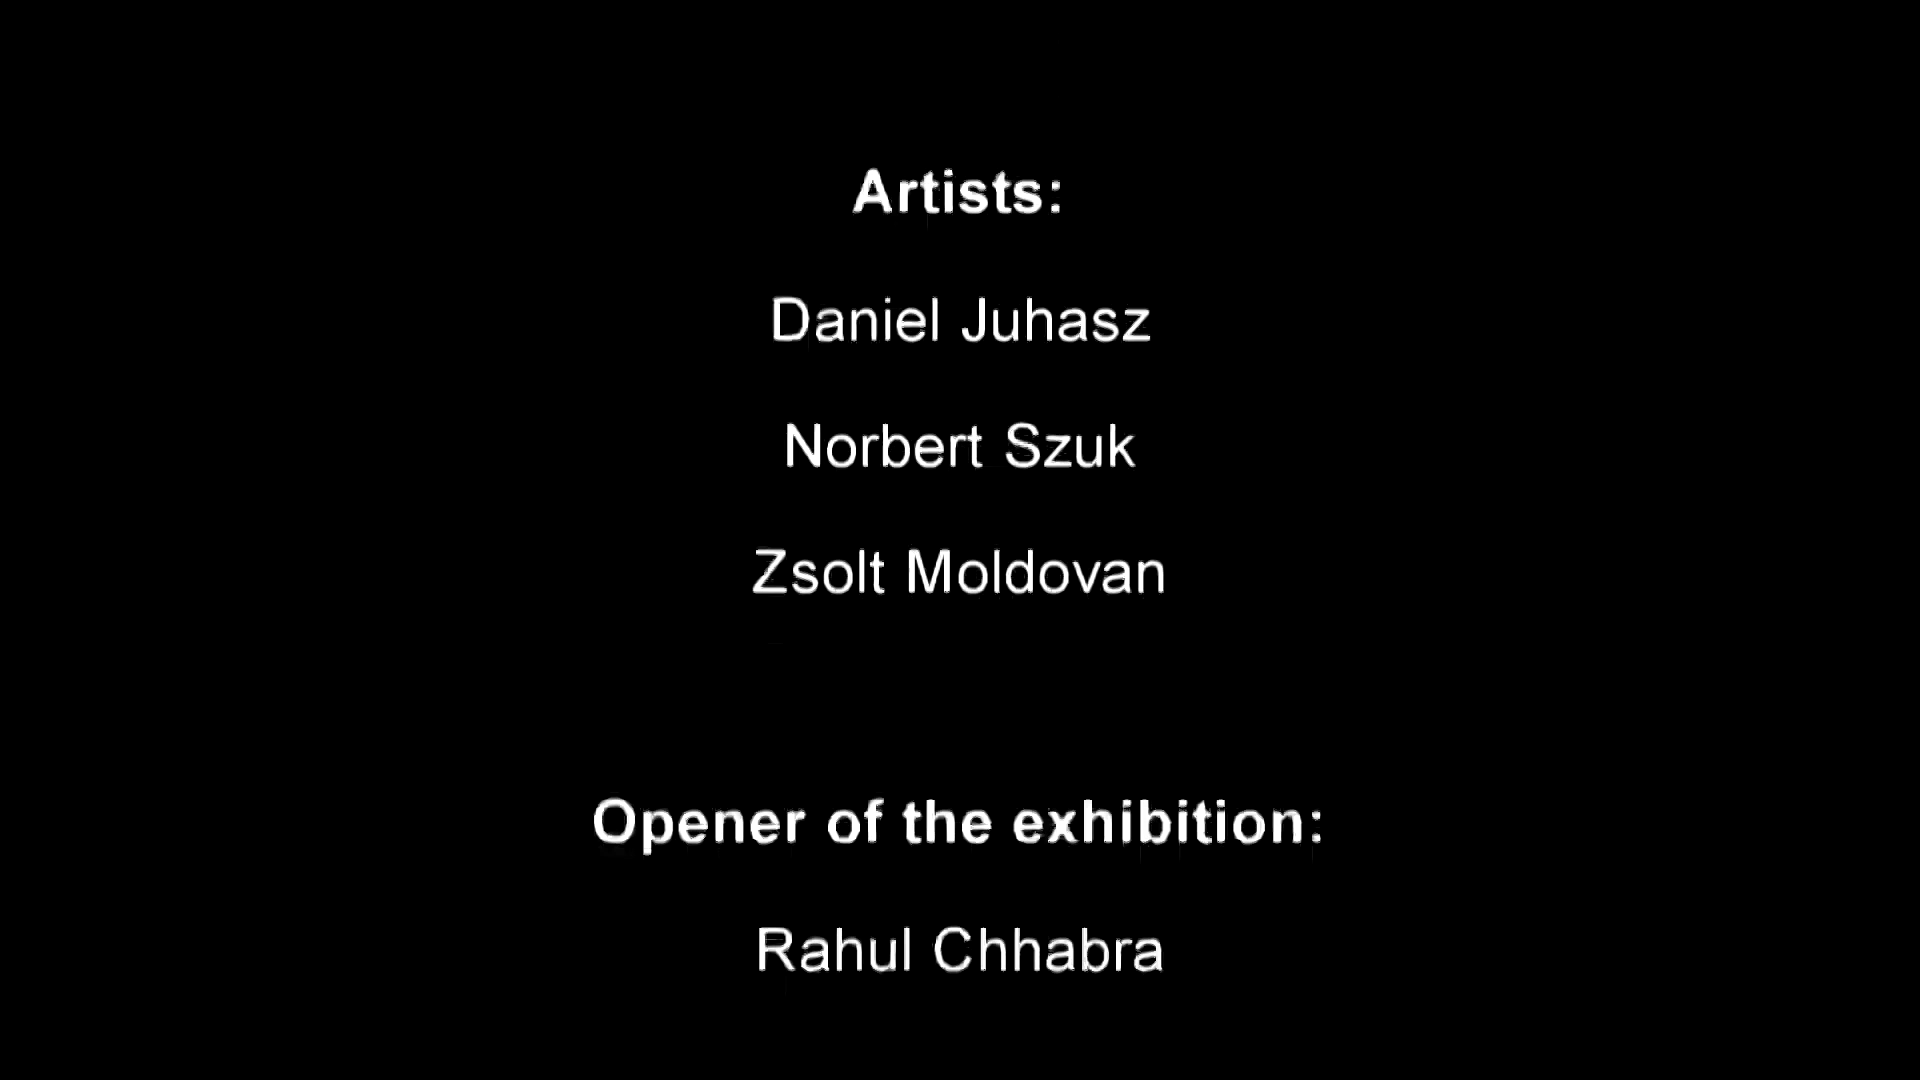 Artists:
Daniel Juhasz
Norbert Szuk
Zsolt Moldovan
Opener of the exhibition:
Rahul Chhabra